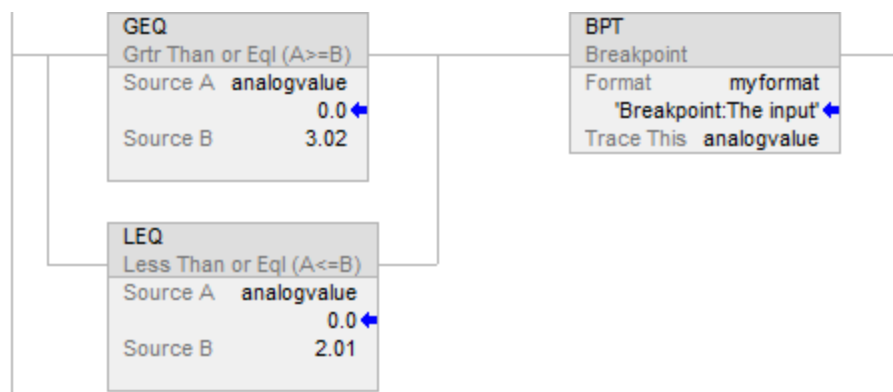 GEQ
Grtr Than or Eql (A>=B)
Source A analogvalue
0.0
Source B 3.02
BPT
Breakpoint
Format myformat
'Breakpoint:The input'
Trace This analogvalue
LEQ
Less Than or Eql (A<=B)
Source A analogvalue
0.0
Source B 2.01